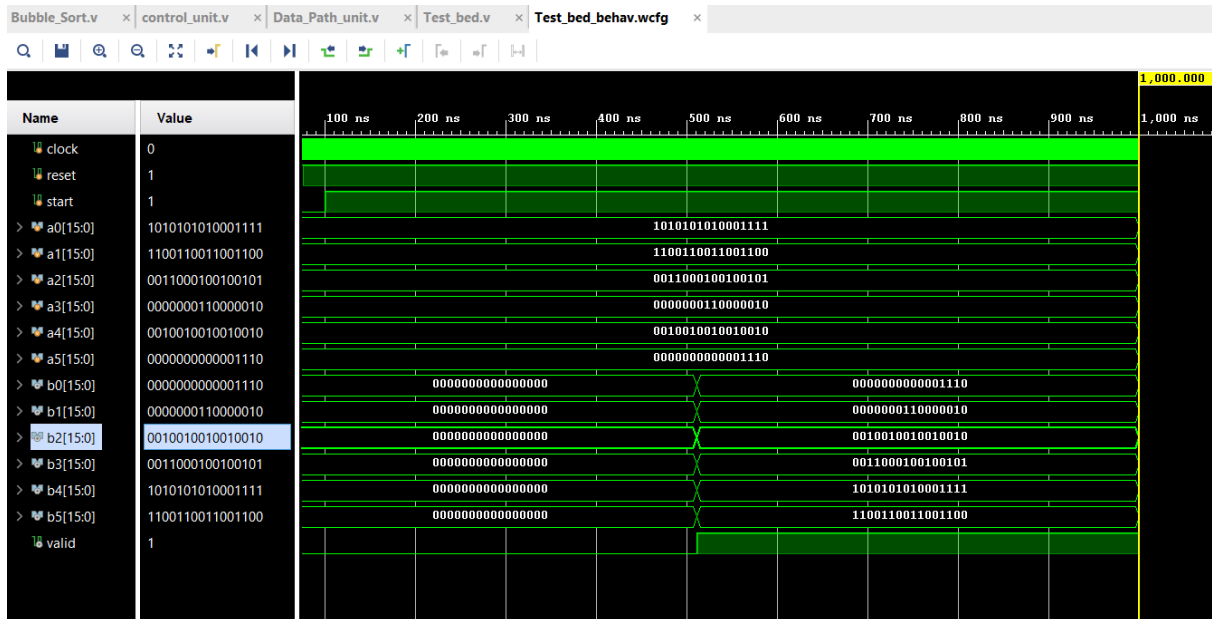 Bubble_Sort.v × control_unit.v × Data_Path_unit.v × Test_bed.v × Test_bed_behav.wcfg ×
1,000.000
Name Value 100 ns 200 ns 300 ns 400 ns 500 ns 600 ns 700 ns 800 ns 900 ns 1,000 ns
clock 0
reset 1
start 1
a0[15:0] 1010101010001111 1010101010001111
a1[15:0] 1100110011001100 1100110011001100
a2[15:0] 0011000100100101 0011000100100101
a3[15:0] 0000000110000010 0000000110000010
a4[15:0] 0010010010010010 0010010010010010
a5[15:0] 0000000000001110 0000000000001110
b0[15:0] 0000000000001110 0000000000000000 0000000000001110
b1[15:0] 0000000110000010 0000000000000000 0000000110000010
b2[15:0] 0010010010010010 0000000000000000 0010010010010010
b3[15:0] 0011000100100101 0000000000000000 0011000100100101
b4[15:0] 1010101010001111 0000000000000000 1010101010001111
b5[15:0] 1100110011001100 0000000000000000 1100110011001100
valid 1